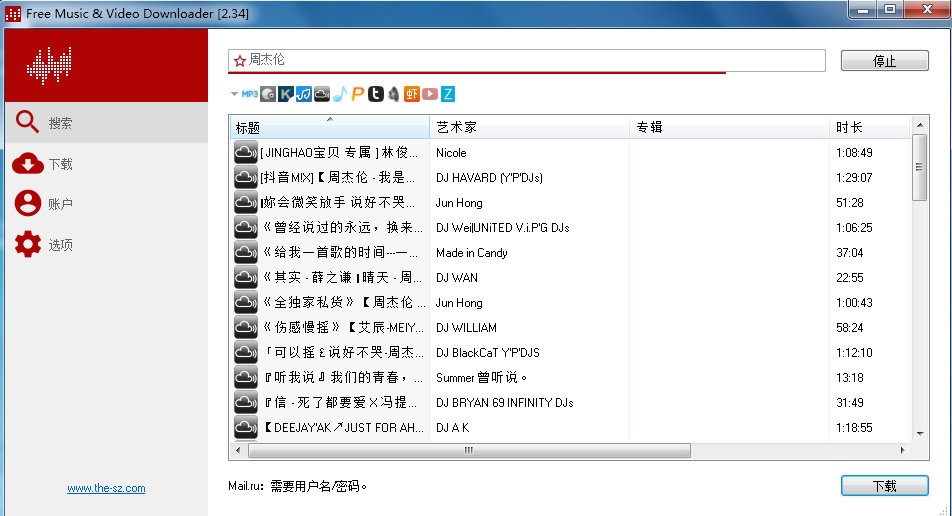 Free Music & Video Downloader [2.34]
周杰伦
停止
MP3
搜索
下载
账户
选项
标题 艺术家 专辑 时长
[JINGHAO宝贝 专属 ] 林俊... Nicole 1:08:49
[抖音MIX]【周杰伦 - 我是... DJ HAVARD (Y'P'DJs) 1:29:07
妳会微笑放手 说好不哭... Jun Hong 51:28
《曾经说过的永远，换来... DJ Wei|UNiTED V.i.P'G DJs 1:06:25
《给我一首歌的时间---一... Made in Candy 37:04
《其实 - 薛之谦 | 晴天 - 周... DJ WAN 22:55
《全独家私货》【周杰伦 ... Jun Hong 1:00:43
《伤感慢摇》【艾辰-MEIY... DJ WILLIAM 58:24
「可以摇 £ 说好不哭-周杰... DJ BlackCaT Y'P'DJS 1:12:10
『听我说 』我们的青春，... Summer 曾听说。 13:18
『信 - 死了都要爱 X 冯提... DJ BRYAN 69 INFINITY DJs 31:49
【DEEJAY'AK↗JUST FOR AH... DJ A K 1:18:55
www.the-sz.com
Mail.ru: 需要用户名/密码。
下载